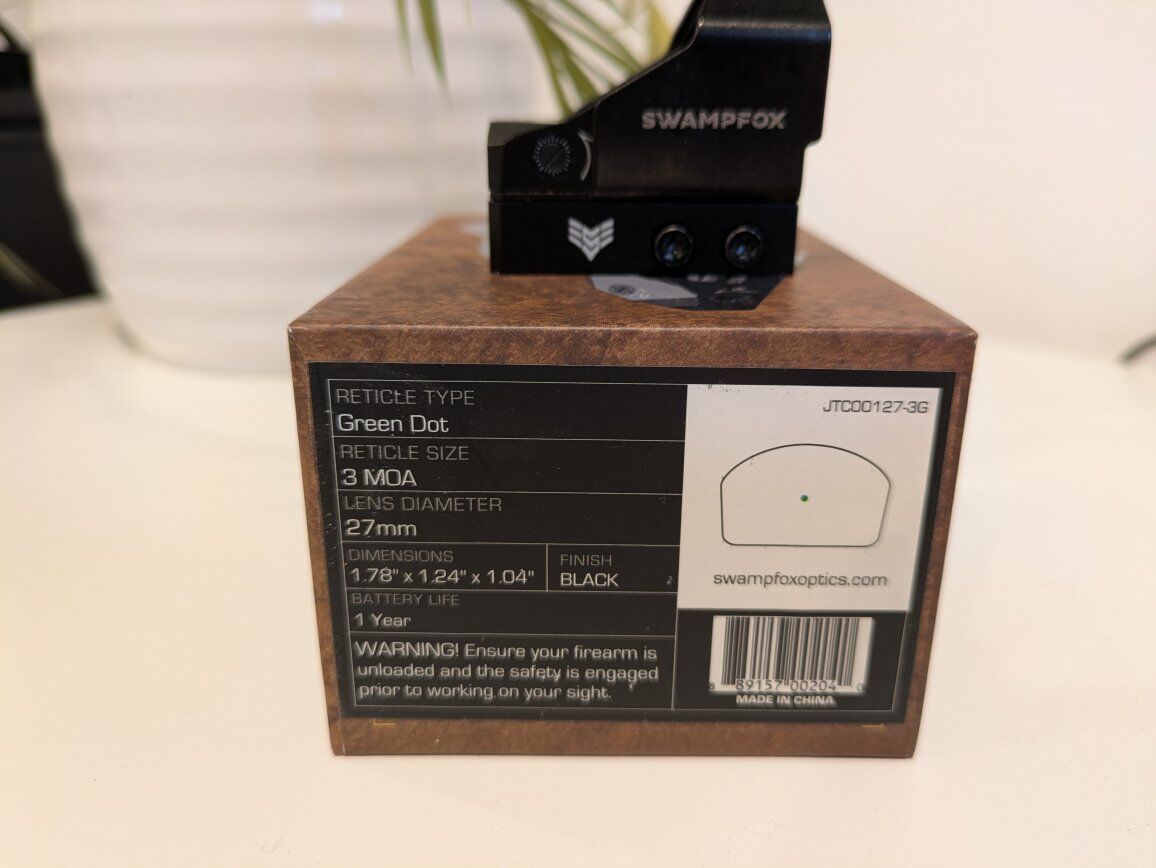 SWAMPFOX
RETICLE TYPE
Green Dot
RETICLE SIZE
3 MOA
LENS DIAMETER
27mm
DIMENSIONS
1.78" x 1.24" x 1.04"
FINISH
BLACK
BATTERY LIFE
1 Year
WARNING! Ensure your firearm is
unloaded and the safety is engaged
prior to working on your sight.
JTC00127-3G
swampfoxoptics.com
8 89157 00204 0
MADE IN CHINA